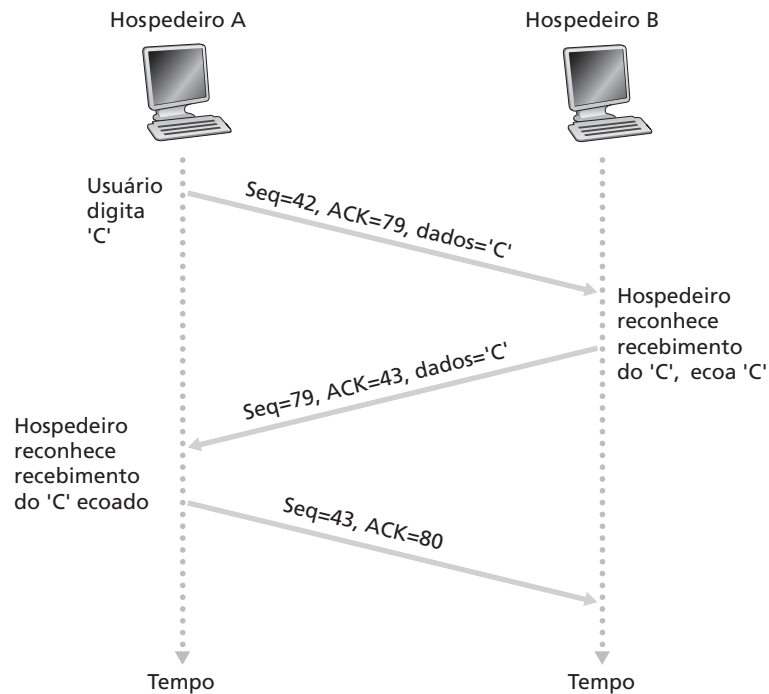 Hospedeiro A
Hospedeiro B
Usuário
digita
'C'
Seq=42, ACK=79, dados='C'
Hospedeiro
reconhece
recebimento
do 'C', ecoa 'C'
Seq=79, ACK=43, dados='C'
Hospedeiro
reconhece
recebimento
do 'C' ecoado
Seq=43, ACK=80
Tempo
Tempo